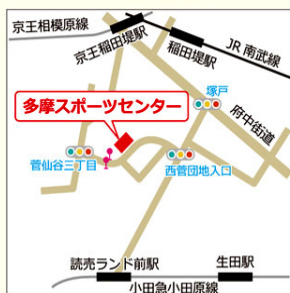 京王相模原線
京王稲田堤駅
稲田堤駅
JR 南武線
多摩スポーツセンター
塚戸
府中街道
菅仙谷三丁目
西菅団地入口
読売ランド前駅
生田駅
小田急小田原線